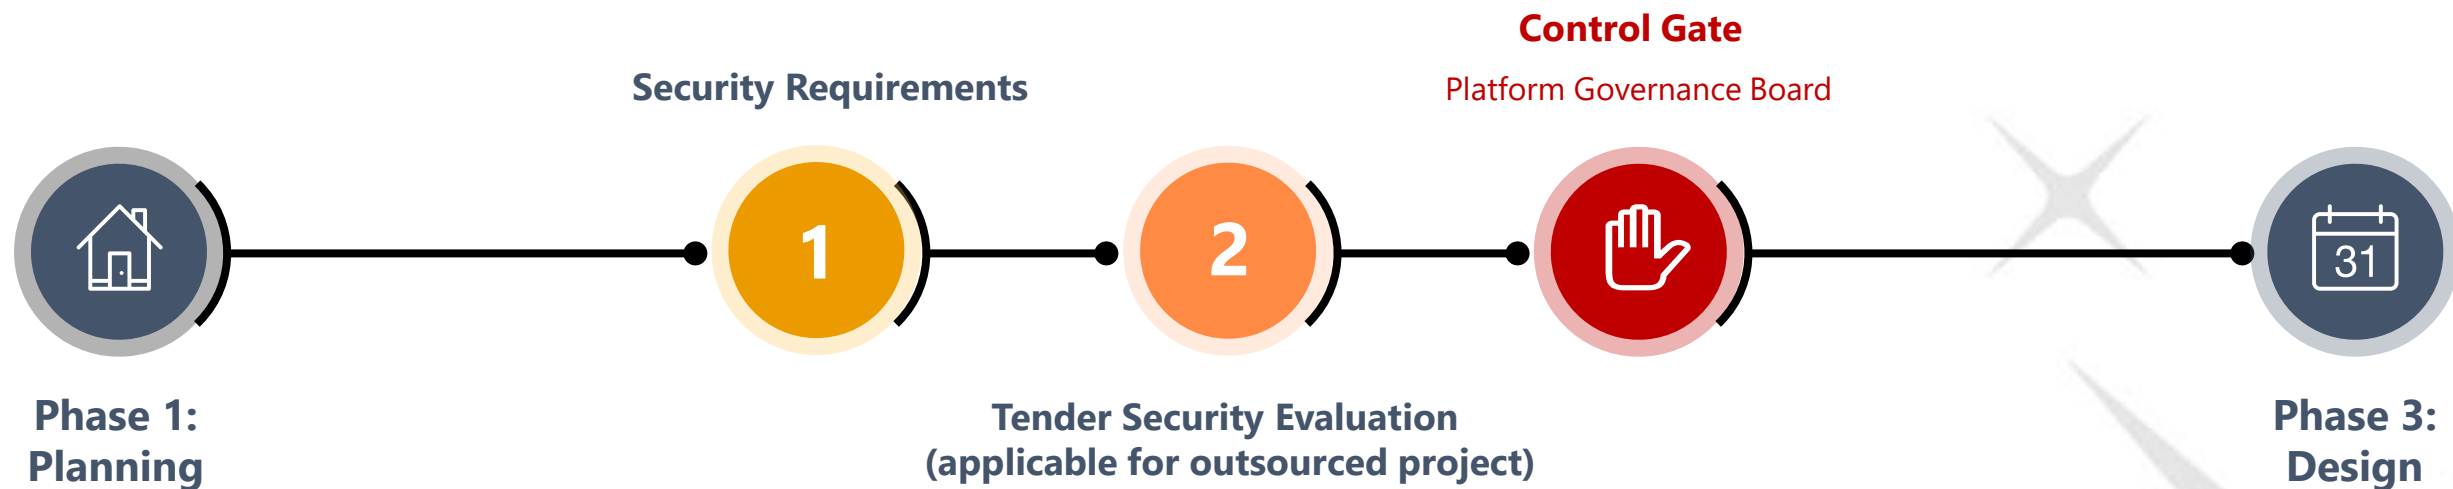 Control Gate
Security Requirements
Platform Governance Board
1
2
31
Phase 1:
Planning
Tender Security Evaluation
(applicable for outsourced project)
Phase 3:
Design